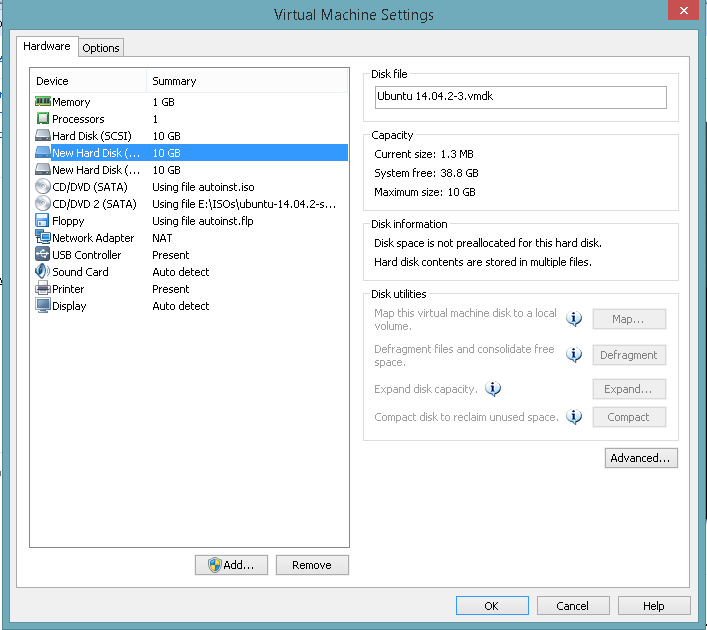 Virtual Machine Settings
Hardware Options
Device Summary
Memory 1 GB
Processors 1
Hard Disk (SCSI) 10 GB
New Hard Disk (... 10 GB
New Hard Disk (... 10 GB
CD/DVD (SATA) Using file autoinst.iso
CD/DVD 2 (SATA) Using file E:\ISOs\ubuntu-14.04.2-s...
Floppy Using file autoinst.flp
Network Adapter NAT
USB Controller Present
Sound Card Auto detect
Printer Present
Display Auto detect
Add... Remove
Disk file
Ubuntu 14.04.2-3.vmdk
Capacity
Current size: 1.3 MB
System free: 38.8 GB
Maximum size: 10 GB
Disk information
Disk space is not preallocated for this hard disk.
Hard disk contents are stored in multiple files.
Disk utilities
Map this virtual machine disk to a local
volume.
Map...
Defragment files and consolidate free
space.
Defragment
Expand disk capacity. Expand...
Compact disk to reclaim unused space. Compact
Advanced...
OK Cancel Help